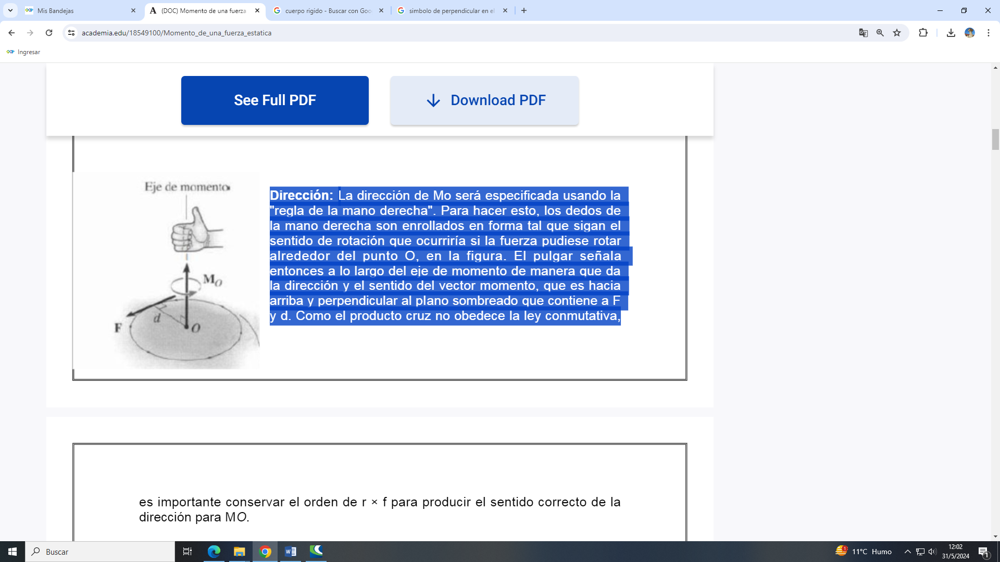 Mis Bandejas
(DOC) Momento de una fuerza
cuerpo rigido - Buscar con Goo
simbolo de perpendicular en el
academia.edu/18549100/Momento_de_una_fuerza_estatica
Ingresar
See Full PDF
Download PDF
Eje de momento
M_O
d
F
O
Dirección: La dirección de Mo será especificada usando la
"regla de la mano derecha". Para hacer esto, los dedos de
la mano derecha son enrollados en forma tal que sigan el
sentido de rotación que ocurriría si la fuerza pudiese rotar
alrededor del punto O, en la figura. El pulgar señala
entonces a lo largo del eje de momento de manera que da
la dirección y el sentido del vector momento, que es hacia
arriba y perpendicular al plano sombreado que contiene a F
y d. Como el producto cruz no obedece la ley conmutativa,
es importante conservar el orden de r × f para producir el sentido correcto de la
dirección para MO.
Buscar
11°C Humo
12:02
31/5/2024
1